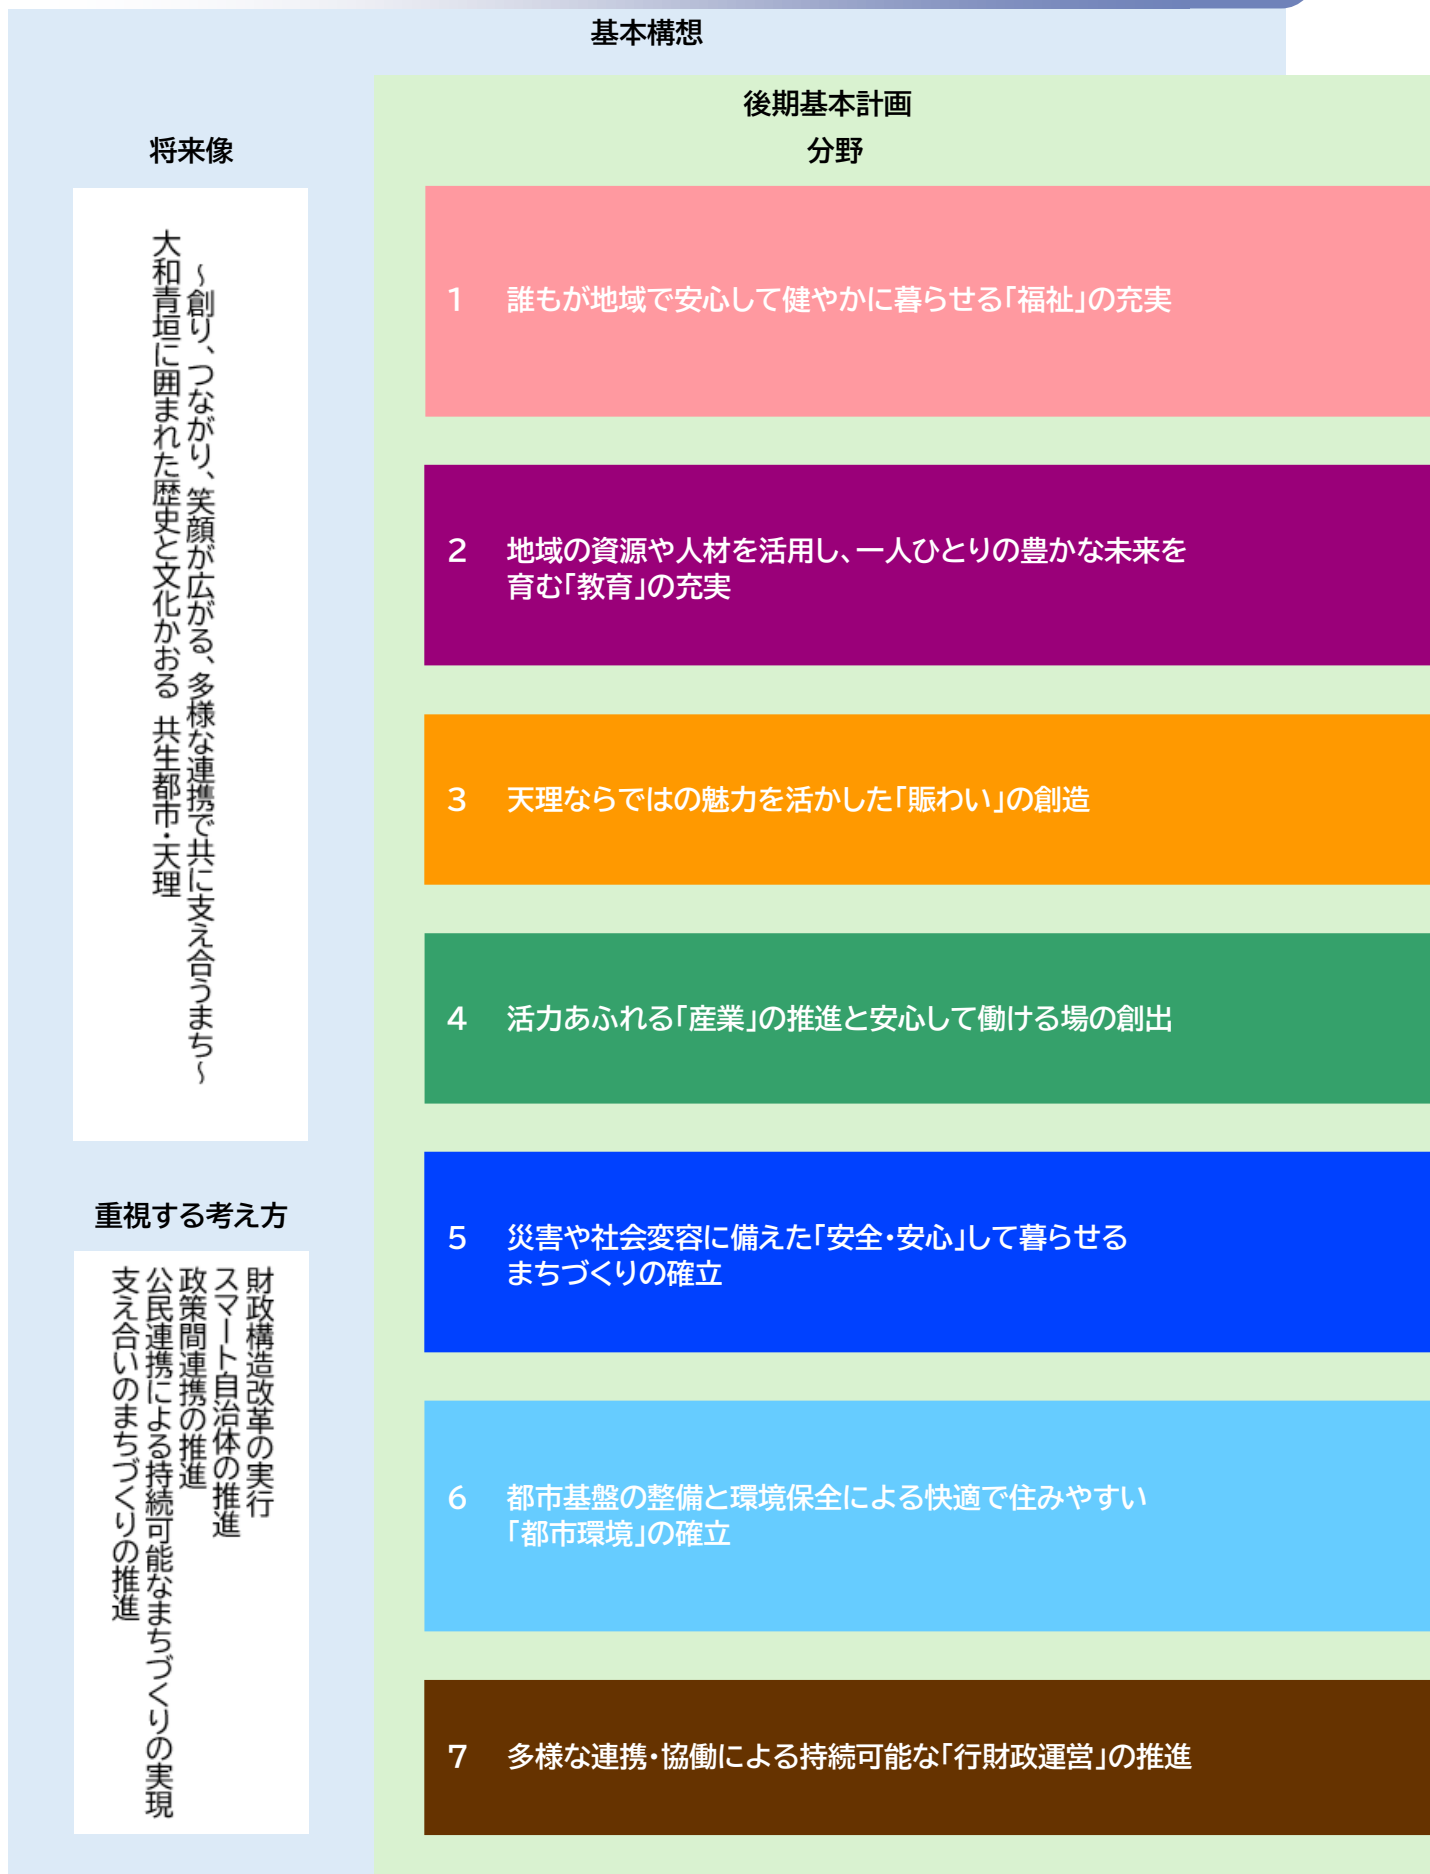 基本構想
将来像
～創り、つながり、笑顔が広がる、多様な連携で共に支え合うまち～
大和青垣に囲まれた歴史と文化かおる 共生都市・天理
重視する考え方
財政構造改革の実行
スマート自治体の推進
政策間連携の推進
公民連携による持続可能なまちづくりの実現
支え合いのまちづくりの推進
後期基本計画
分野
1 誰もが地域で安心して健やかに暮らせる「福祉」の充実
2 地域の資源や人材を活用し、一人ひとりの豊かな未来を
育む「教育」の充実
3 天理ならではの魅力を活かした「賑わい」の創造
4 活力あふれる「産業」の推進と安心して働ける場の創出
5 災害や社会変容に備えた「安全・安心」して暮らせる
まちづくりの確立
6 都市基盤の整備と環境保全による快適で住みやすい
「都市環境」の確立
7 多様な連携・協働による持続可能な「行財政運営」の推進